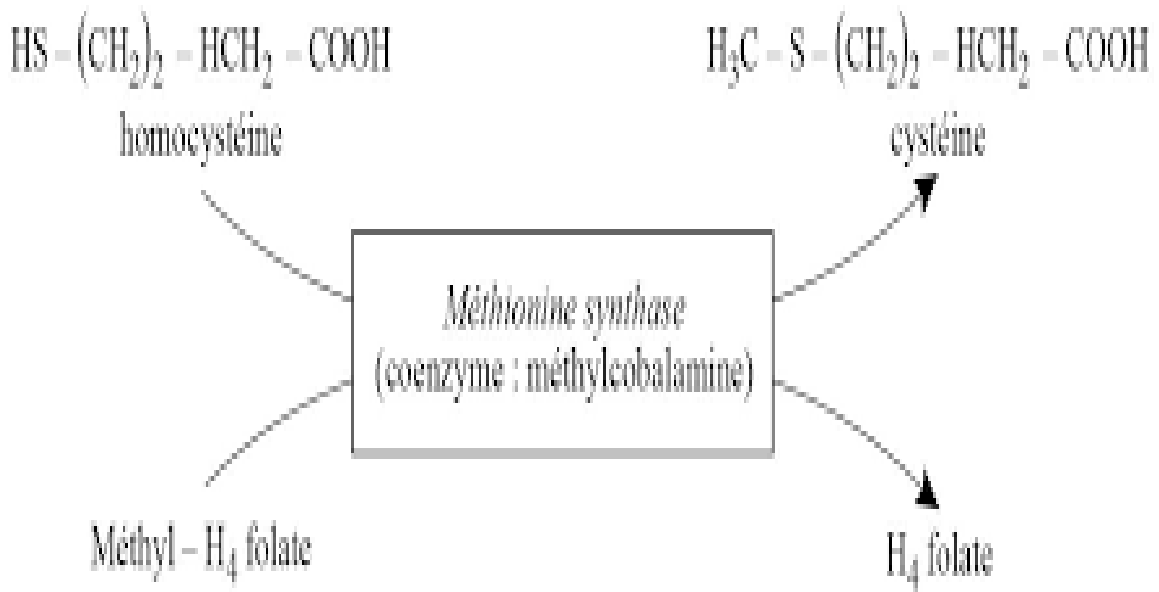 HS – (CH₂)₂ – HCH₂ – COOH
homocystéine
H₃C – S – (CH₂)₂ – HCH₂ – COOH
cystéine
Méthionine synthase
(coenzyme : méthylcobalamine)
Méthyl – H₄ folate
H₄ folate